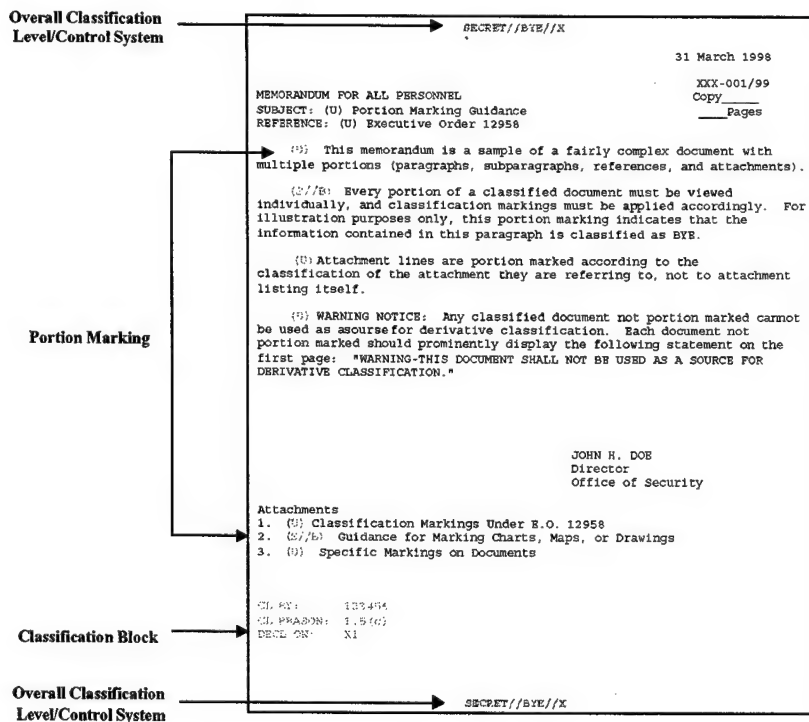 Overall Classification
Level/Control System
SECRET//BYE//X
31 March 1998
XXX-001/99
MEMORANDUM FOR ALL PERSONNEL
Copy_____
SUBJECT: (U) Portion Marking Guidance
____Pages
REFERENCE: (U) Executive Order 12958
(U) This memorandum is a sample of a fairly complex document with
multiple portions (paragraphs, subparagraphs, references, and attachments).
(S//B) Every portion of a classified document must be viewed
individually, and classification markings must be applied accordingly. For
illustration purposes only, this portion marking indicates that the
information contained in this paragraph is classified as BYE.
(U) Attachment lines are portion marked according to the
classification of the attachment they are referring to, not to attachment
listing itself.
(U) WARNING NOTICE: Any classified document not portion marked cannot
be used as asourse for derivative classification. Each document not
Portion Marking
portion marked should prominently display the following statement on the
first page: "WARNING-THIS DOCUMENT SHALL NOT BE USED AS A SOURCE FOR
DERIVATIVE CLASSIFICATION."
JOHN H. DOE
Director
Office of Security
Attachments
1. (U) Classification Markings Under E.O. 12958
2. (S//B) Guidance for Marking Charts, Maps, or Drawings
3. (U) Specific Markings on Documents
CL BY: 123456
CL REASON: 1.5(c)
Classification Block
DECL ON: X1
Overall Classification
Level/Control System
SECRET//BYE//X